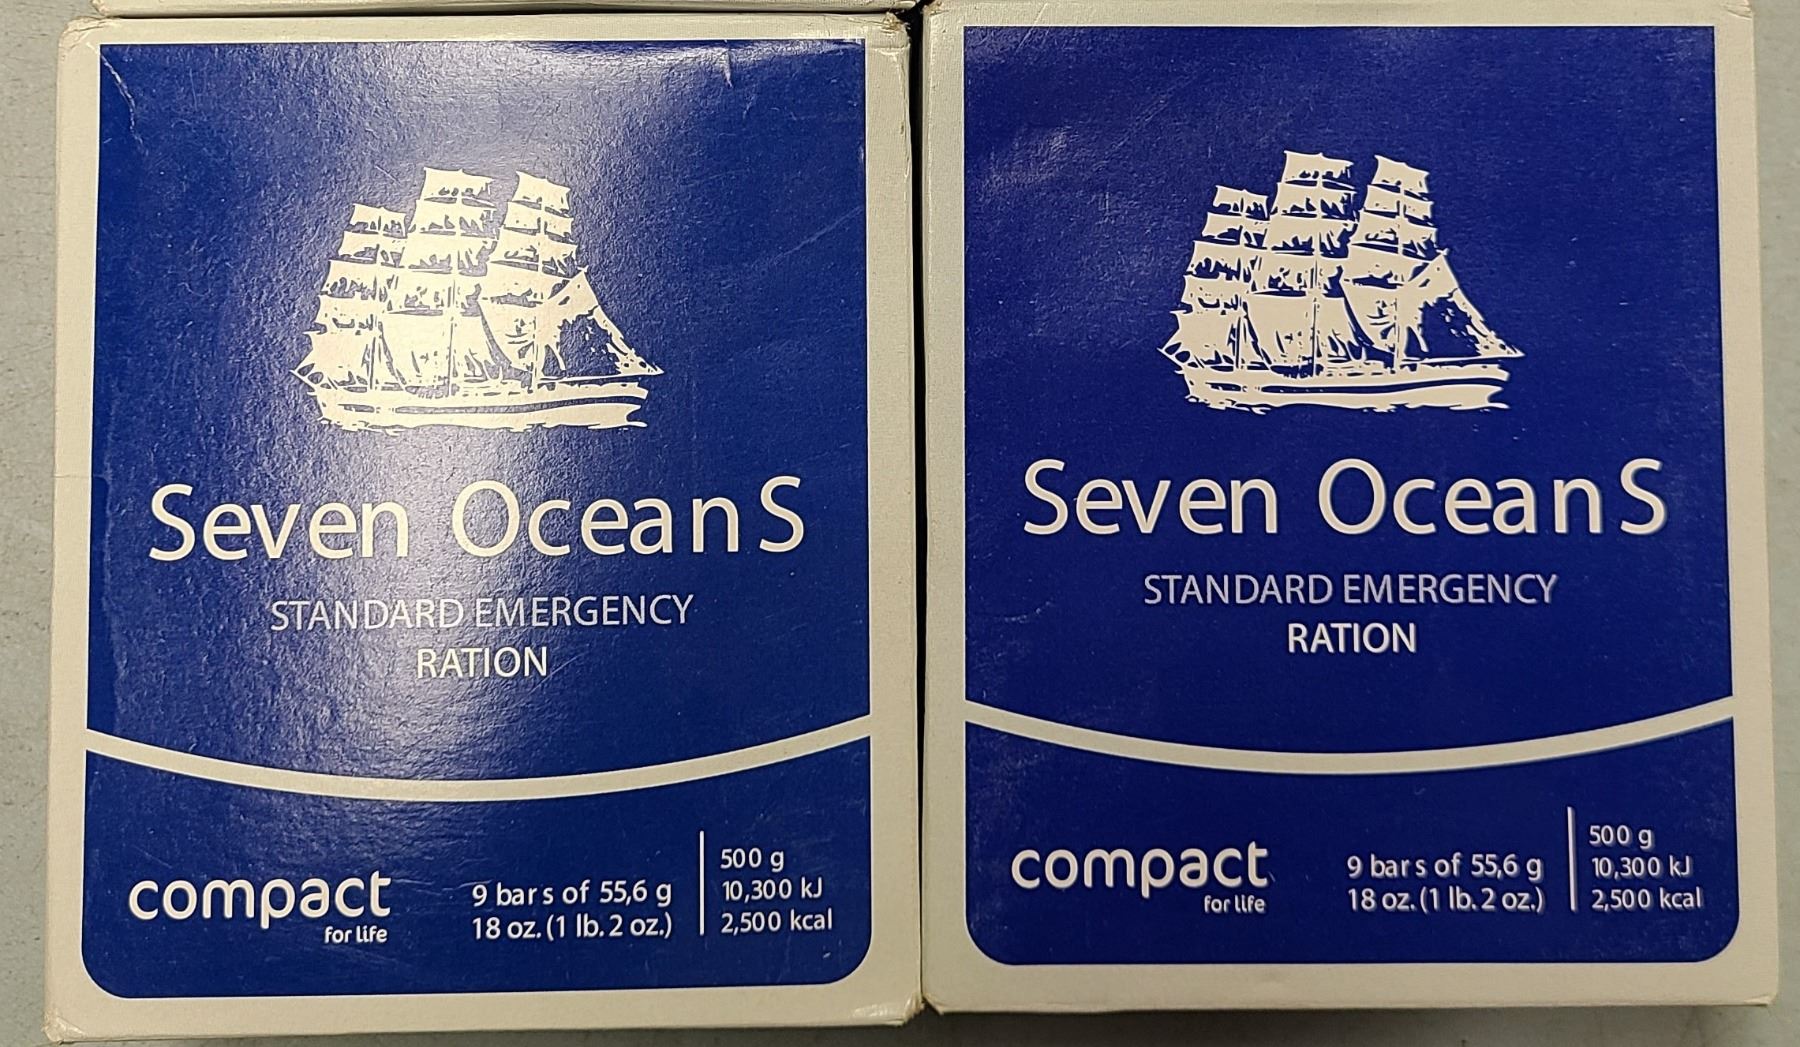 Seven OceanS
STANDARD EMERGENCY
RATION
compact
for life
9 bars of 55,6 g
18 oz. (1 lb. 2 oz.)
500 g
10,300 kJ
2,500 kcal
Seven OceanS
STANDARD EMERGENCY
RATION
compact
for life
9 bars of 55,6 g
18 oz. (1 lb. 2 oz.)
500 g
10,300 kJ
2,500 kcal